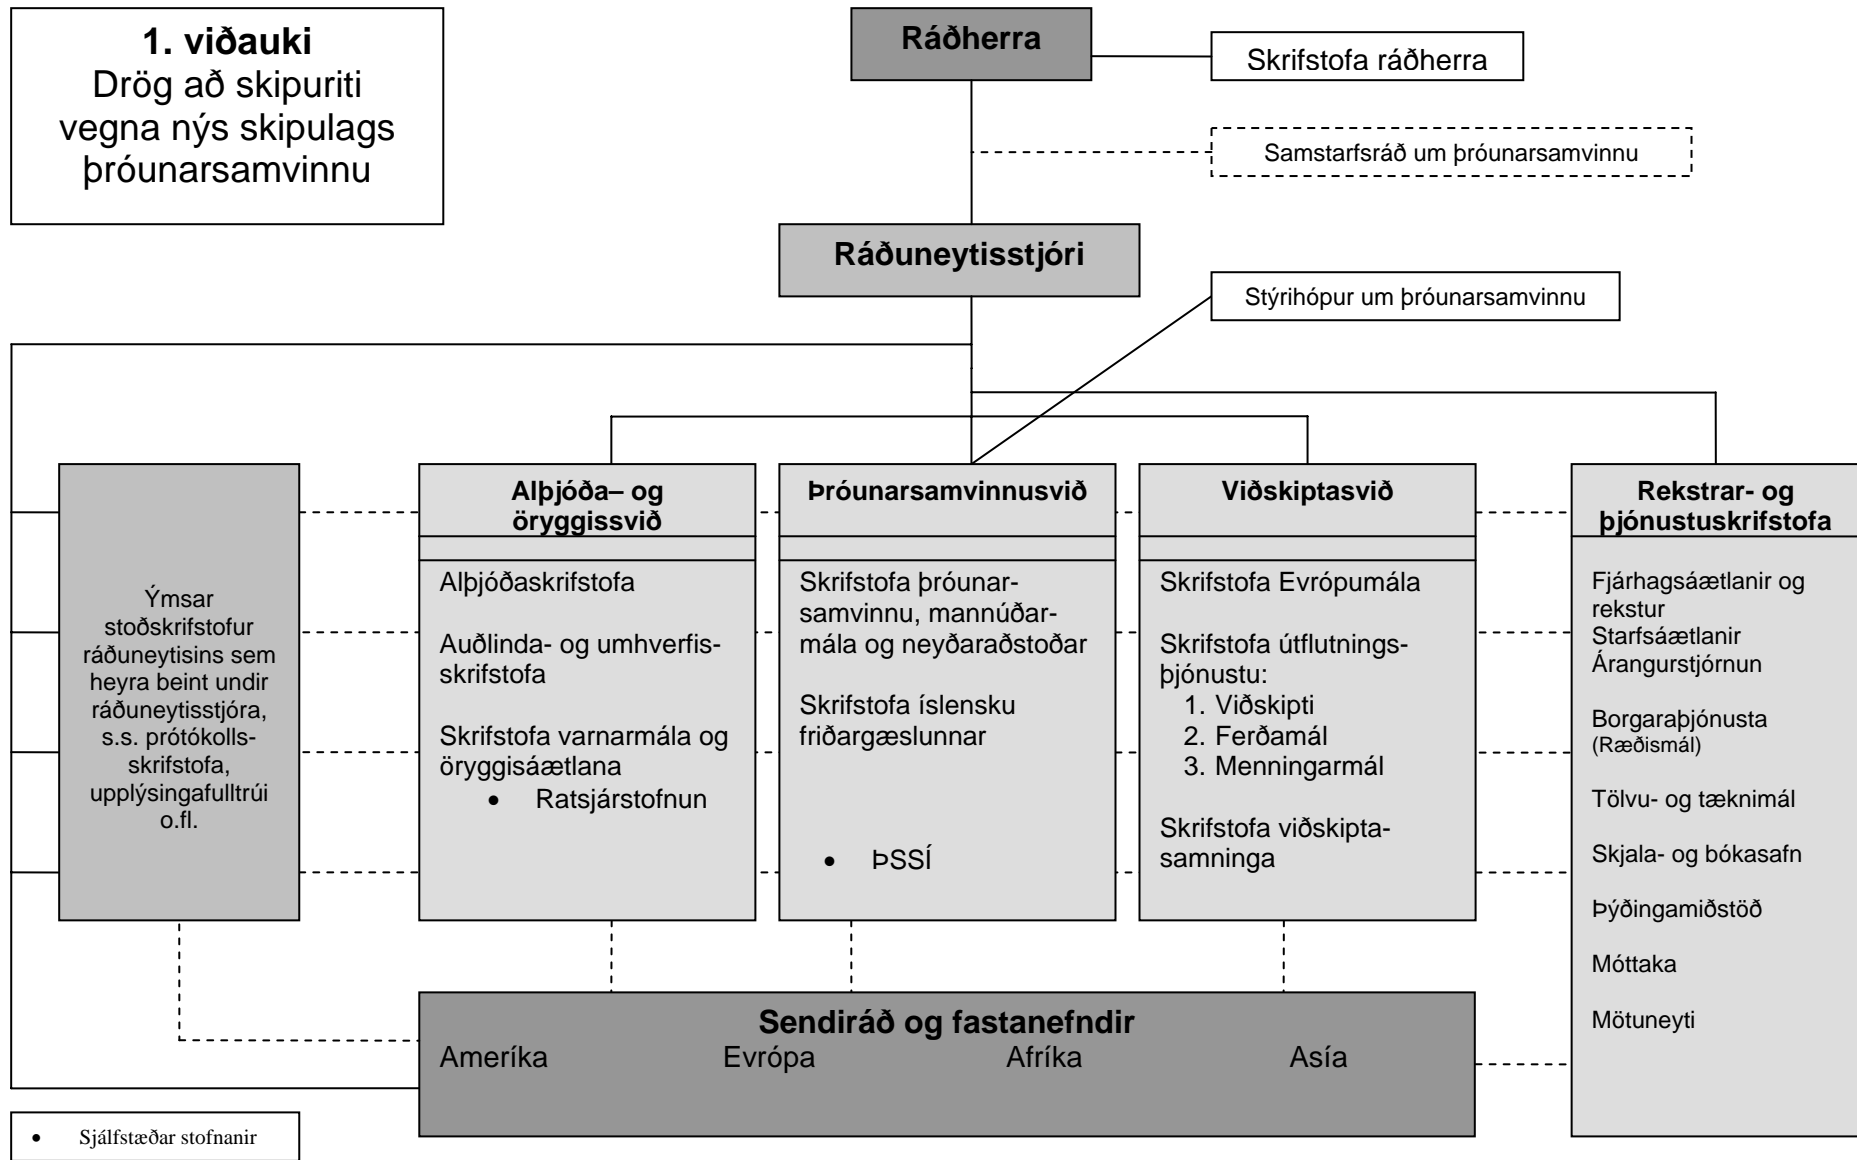 1. viðauki
Drög að skipuriti
vegna nýs skipulags
þróunarsamvinnu
Ráðherra
Skrifstofa ráðherra
Samstarfsráð um þróunarsamvinnu
Ráðuneytisstjóri
Stýrihópur um þróunarsamvinnu
Ýmsar
stoðskrifstofur
ráðuneytisins sem
heyra beint undir
ráðuneytisstjóra,
s.s. prótókolls-
skrifstofa,
upplýsingafulltrúi
o.fl.
Alþjóða– og
öryggissvið
Alþjóðaskrifstofa
Auðlinda- og umhverfis-
skrifstofa
Skrifstofa varnarmála og
öryggisáætlana
• Ratsjárstofnun
Þróunarsamvinnusvið
Skrifstofa þróunar-
samvinnu, mannúðar-
mála og neyðaraðstoðar
Skrifstofa íslensku
friðargæslunnar
• ÞSSÍ
Viðskiptasvið
Skrifstofa Evrópumála
Skrifstofa útflutnings-
þjónustu:
1. Viðskipti
2. Ferðamál
3. Menningarmál
Skrifstofa viðskipta-
samninga
Rekstrar- og
þjónustuskrifstofa
Fjárhagsáætlanir og
rekstur
Starfsáætlanir
Árangurstjórnun
Borgaraþjónusta
(Ræðismál)
Tölvu- og tæknimál
Skjala- og bókasafn
Þýðingamiðstöð
Móttaka
Mötuneyti
Sendiráð og fastanefndir
Ameríka Evrópa Afríka Asía
• Sjálfstæðar stofnanir